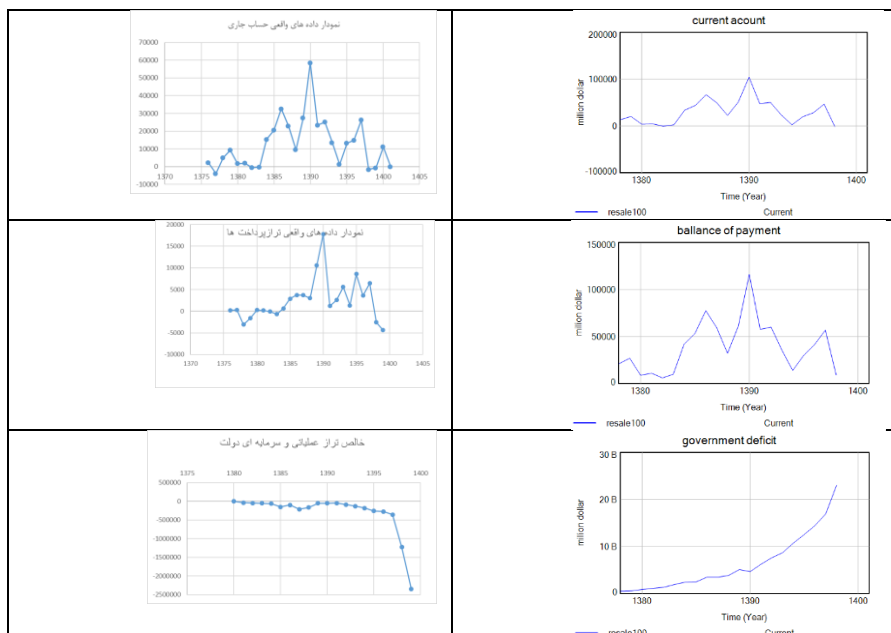 نمودار داده های واقعی حساب جاری
70000
60000
50000
40000
30000
20000
10000
0
-10000
1370 1375 1380 1385 1390 1395 1400 1405
current acount
200000
100000
0
-100000
million dollar
1380 1390 1400
Time (Year)
resale100 Current
نمودار داده های واقعی ترازپرداخت ها
20000
15000
10000
5000
0
-5000
-10000
1370 1375 1380 1385 1390 1395 1400 1405
ballance of payment
150000
100000
50000
0
million dollar
1380 1390 1400
Time (Year)
resale100 Current
خالص تراز عملیاتی و سرمایه ای دولت
1375 1380 1385 1390 1395 1400
500000
0
-500000
-1000000
-1500000
-2000000
-2500000
government deficit
30 B
20 B
10 B
0
million dollar
1380 1390 1400
Time (Year)
resale100 Current